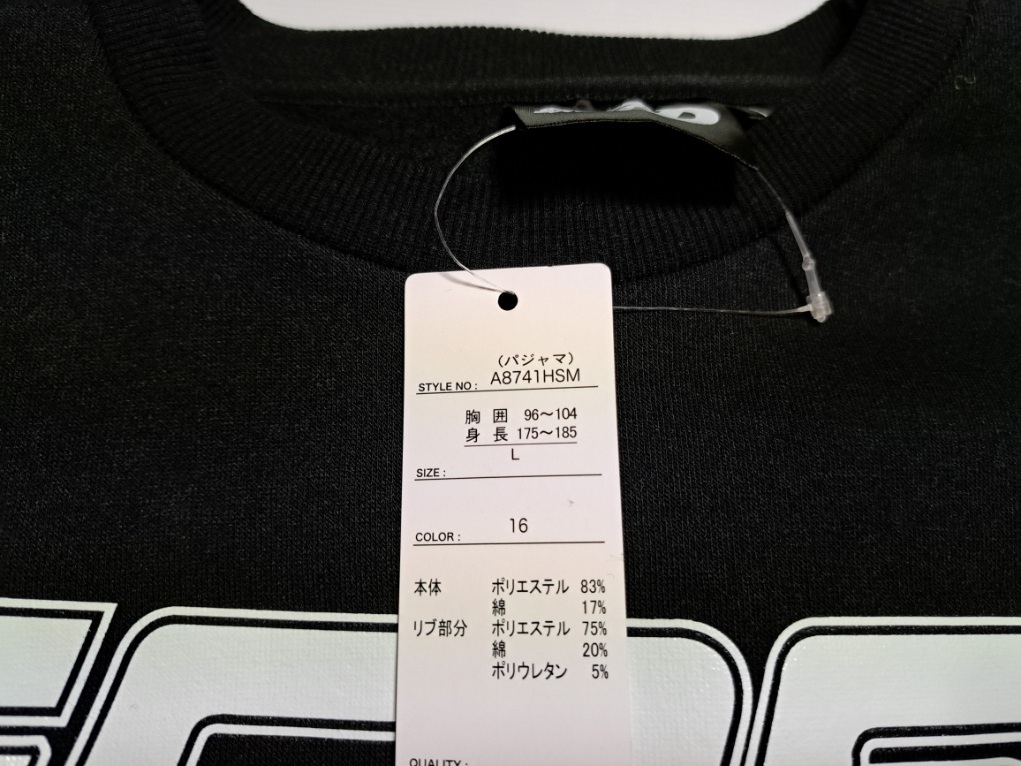 (パジャマ)
STYLE NO: A8741HSM
胸 囲 96～104
身 長 175～185
L
SIZE:
16
COLOR:
本体 ポリエステル 83%
綿 17%
リブ部分 ポリエステル 75%
綿 20%
ポリウレタン 5%
QUALITY: